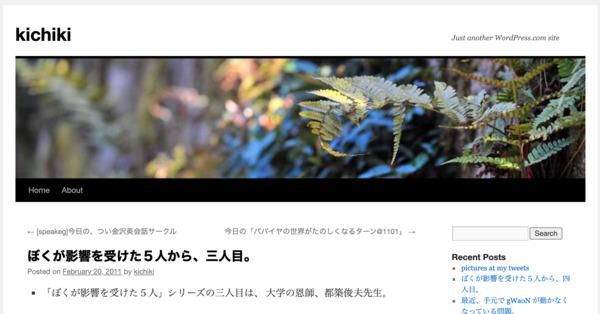 kichiki
Just another WordPress.com site
Home About
← [speakeg]今日の、つい金沢英会話サークル
今日の「パパイヤの世界がたのしくなるターン@1101」 →
ぼくが影響を受けた５人から、三人目。
Posted on February 20, 2011 by kichiki
「ぼくが影響を受けた５人」シリーズの三人目は、 大学の恩師、都築俊夫先生。
Search
Recent Posts
pictures at my tweets
ぼくが影響を受けた５人から、四
人目。
最近、手元で gWaoN が動かなく
なっている問題。